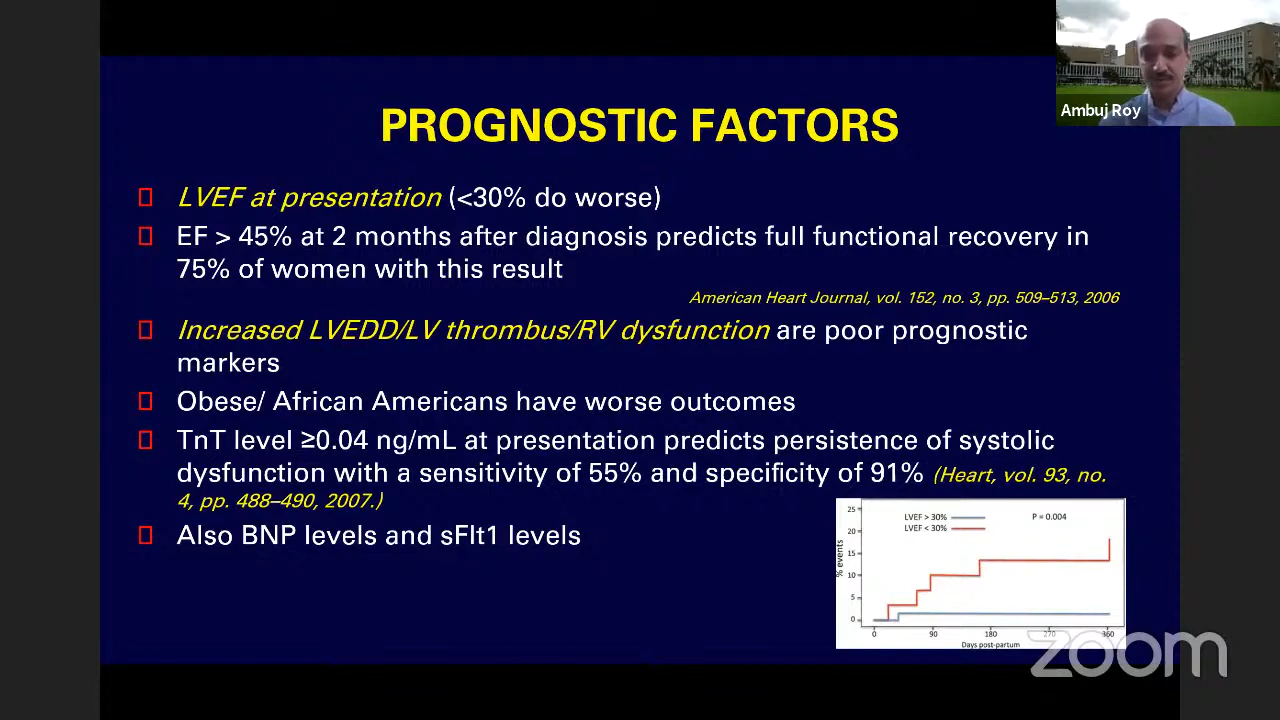 Ambuj Roy
PROGNOSTIC FACTORS
LVEF at presentation (<30% do worse)
EF > 45% at 2 months after diagnosis predicts full functional recovery in
75% of women with this result
American Heart Journal, vol. 152, no. 3, pp. 509–513, 2006
Increased LVEDD/LV thrombus/RV dysfunction are poor prognostic
markers
Obese/ African Americans have worse outcomes
TnT level ≥0.04 ng/mL at presentation predicts persistence of systolic
dysfunction with a sensitivity of 55% and specificity of 91% (Heart, vol. 93, no.
4, pp. 488–490, 2007.)
Also BNP levels and sFlt1 levels
LVEF > 30%
P = 0.004
LVEF < 30%
% events
25
20
15
10
5
0
0 90 180 270 360
Days post-partum
zoom